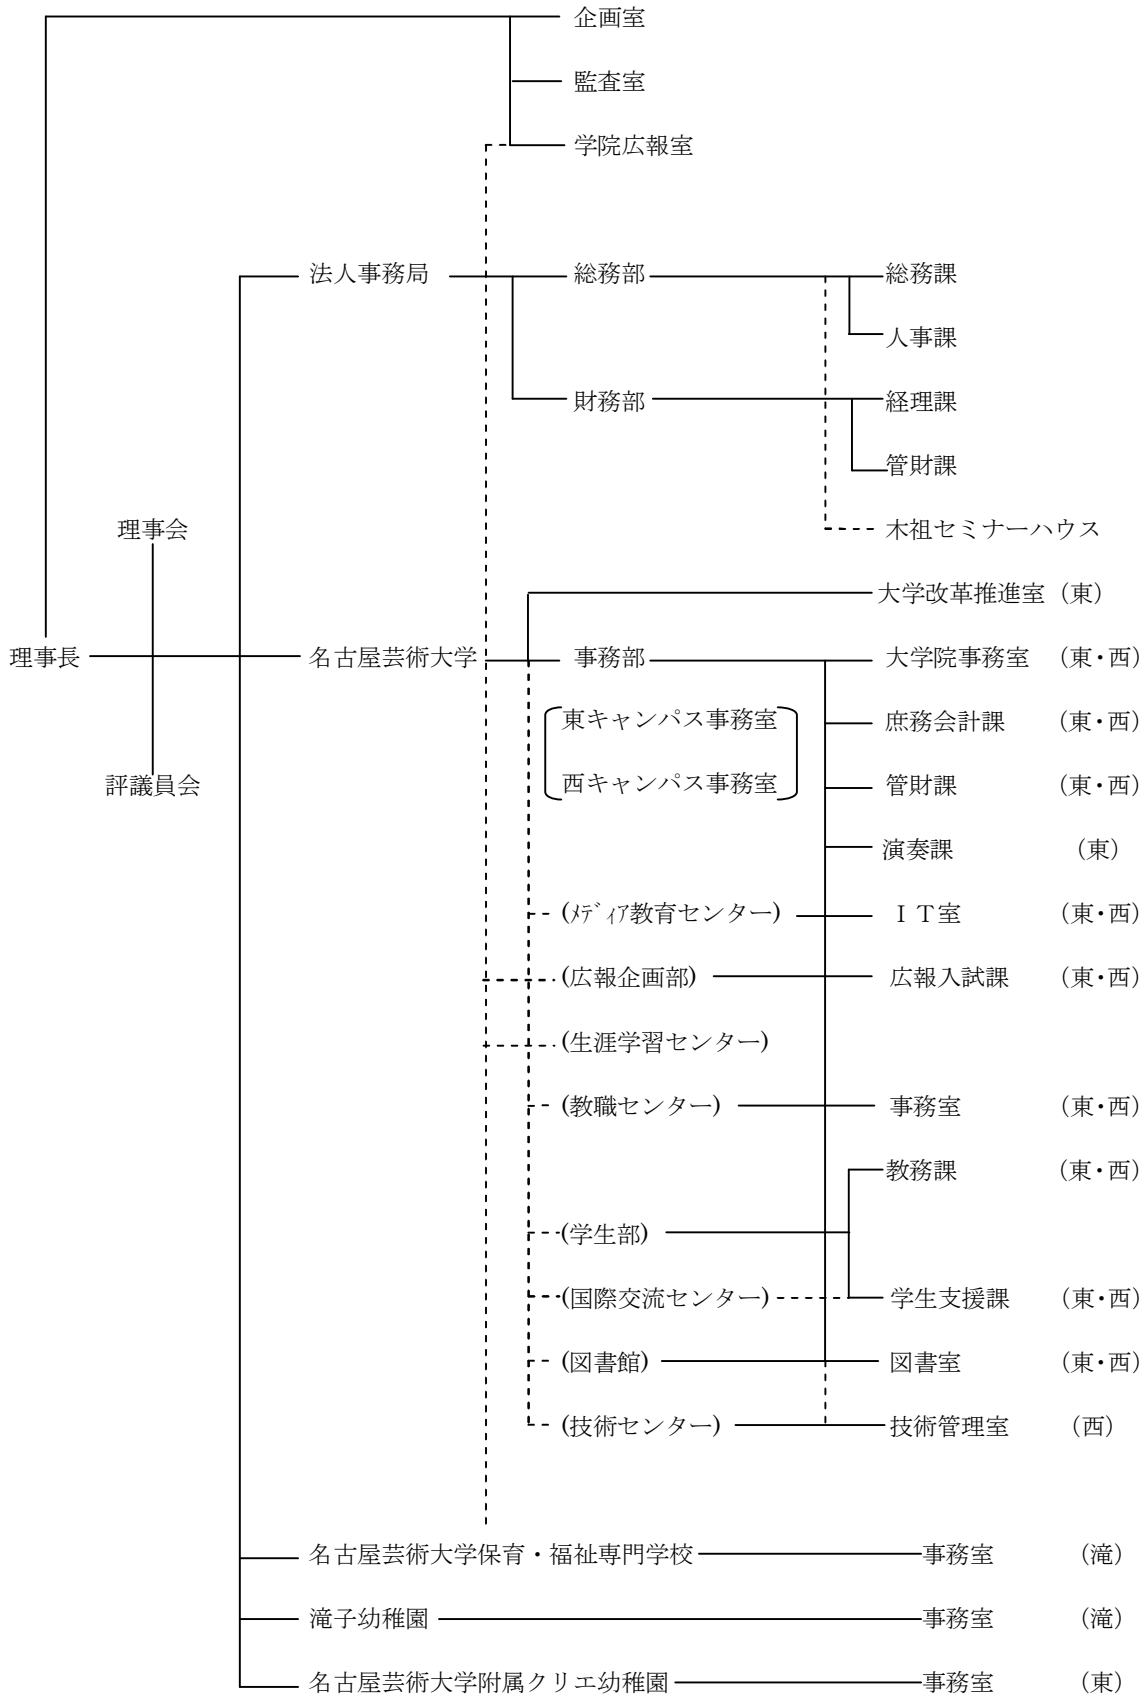 企画室
監査室
学院広報室
法人事務局 総務部 総務課
人事課
財務部 経理課
管財課
理事会 木祖セミナーハウス
大学改革推進室（東）
理事長 名古屋芸術大学 事務部 大学院事務室 （東・西）
東キャンパス事務室 庶務会計課 （東・西）
評議員会 西キャンパス事務室 管財課 （東・西）
演奏課 （東）
(ﾒﾃﾞｨｱ教育センター) ＩＴ室 （東・西）
(広報企画部) 広報入試課 （東・西）
(生涯学習センター)
(教職センター) 事務室 （東・西）
教務課 （東・西）
(学生部)
(国際交流センター) 学生支援課 （東・西）
(図書館) 図書室 （東・西）
(技術センター) 技術管理室 （西）
名古屋芸術大学保育・福祉専門学校 事務室 （滝）
滝子幼稚園 事務室 （滝）
名古屋芸術大学附属クリエ幼稚園 事務室 （東）